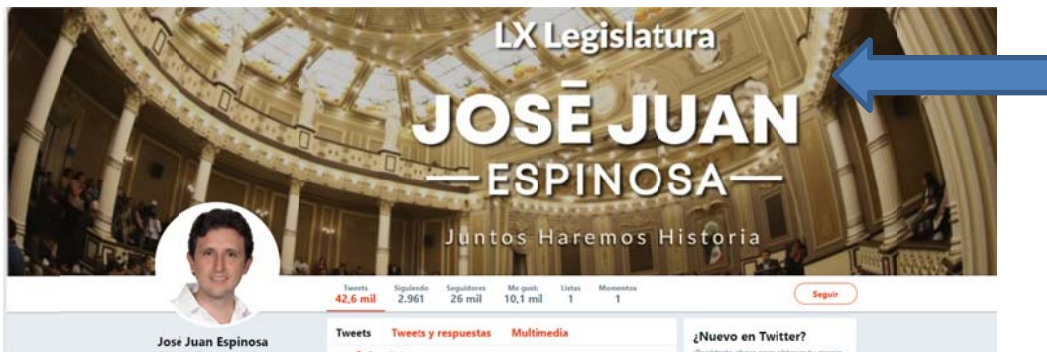 LX Legislatura
JOSĒ JUAN
ESPINOSA
Juntos Haremos Historia
Tweets Siguiendo Seguidores Me gusta Listas Momentos
42,6 mil 2.961 26 mil 10,1 mil 1 1
Seguir
José Juan Espinosa
Tweets Tweets y respuestas Multimedia
¿Nuevo en Twitter?